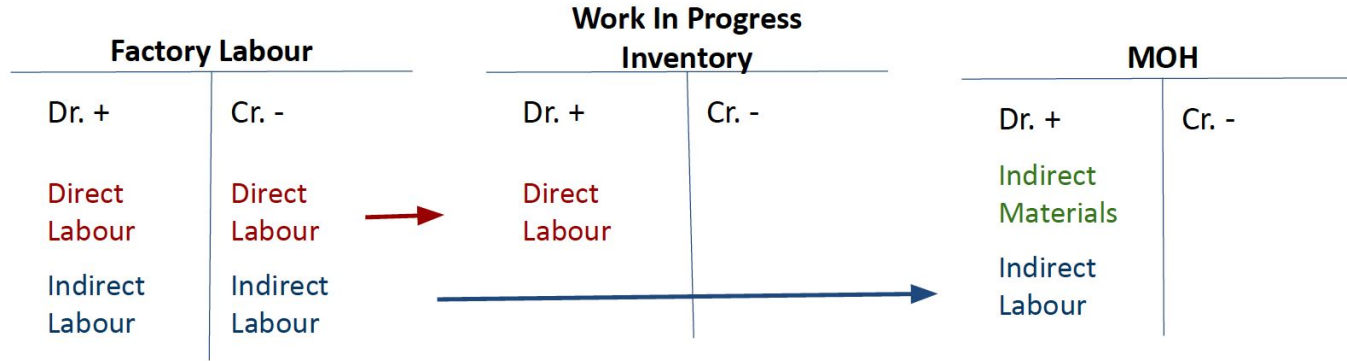 Factory Labour
Dr. +
Cr. -
Direct
Labour
Direct
Labour
Indirect
Labour
Indirect
Labour
Work In Progress
Inventory
Dr. +
Cr. -
Direct
Labour
MOH
Dr. +
Cr. -
Indirect
Materials
Indirect
Labour